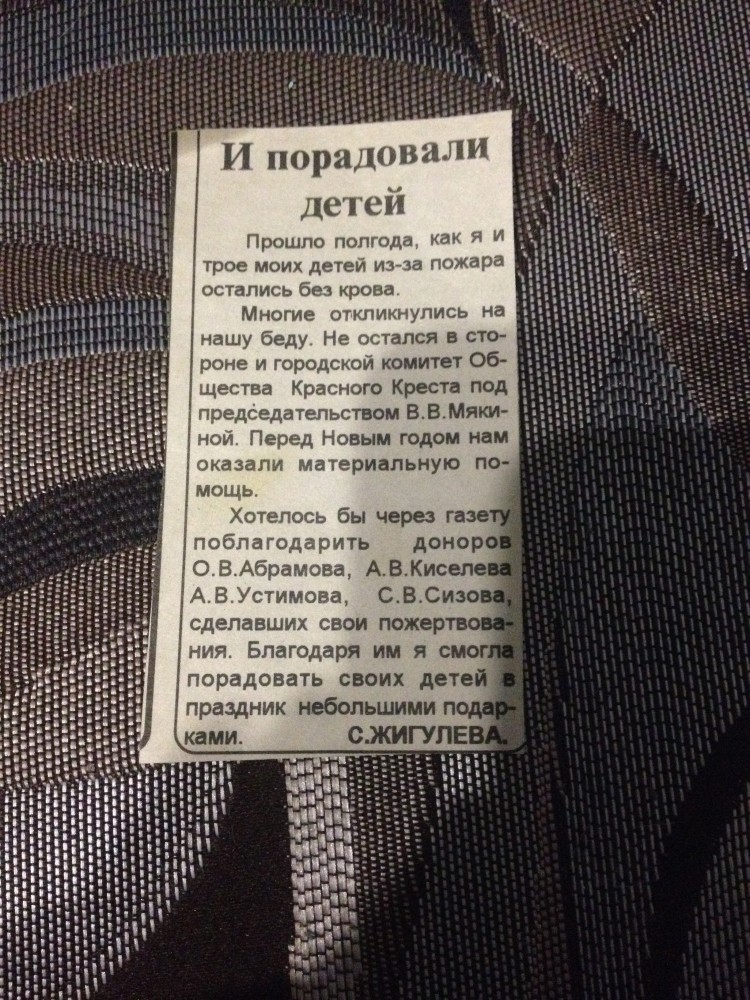 И порадовали
детей
Прошло полгода, как я и
трое моих детей из-за пожара
остались без крова.
Многие откликнулись на
нашу беду. Не остался в сто-
роне и городской комитет Об-
щества Красного Креста под
председательством В.В.Мяки-
ной. Перед Новым годом нам
оказали материальную по-
мощь.
Хотелось бы через газету
поблагодарить доноров
О.В.Абрамова, А.В.Киселева
А.В.Устимова, С.В.Сизова,
сделавших свои пожертвова-
ния. Благодаря им я смогла
порадовать своих детей в
праздник небольшими подар-
ками. С.ЖИГУЛЕВА.